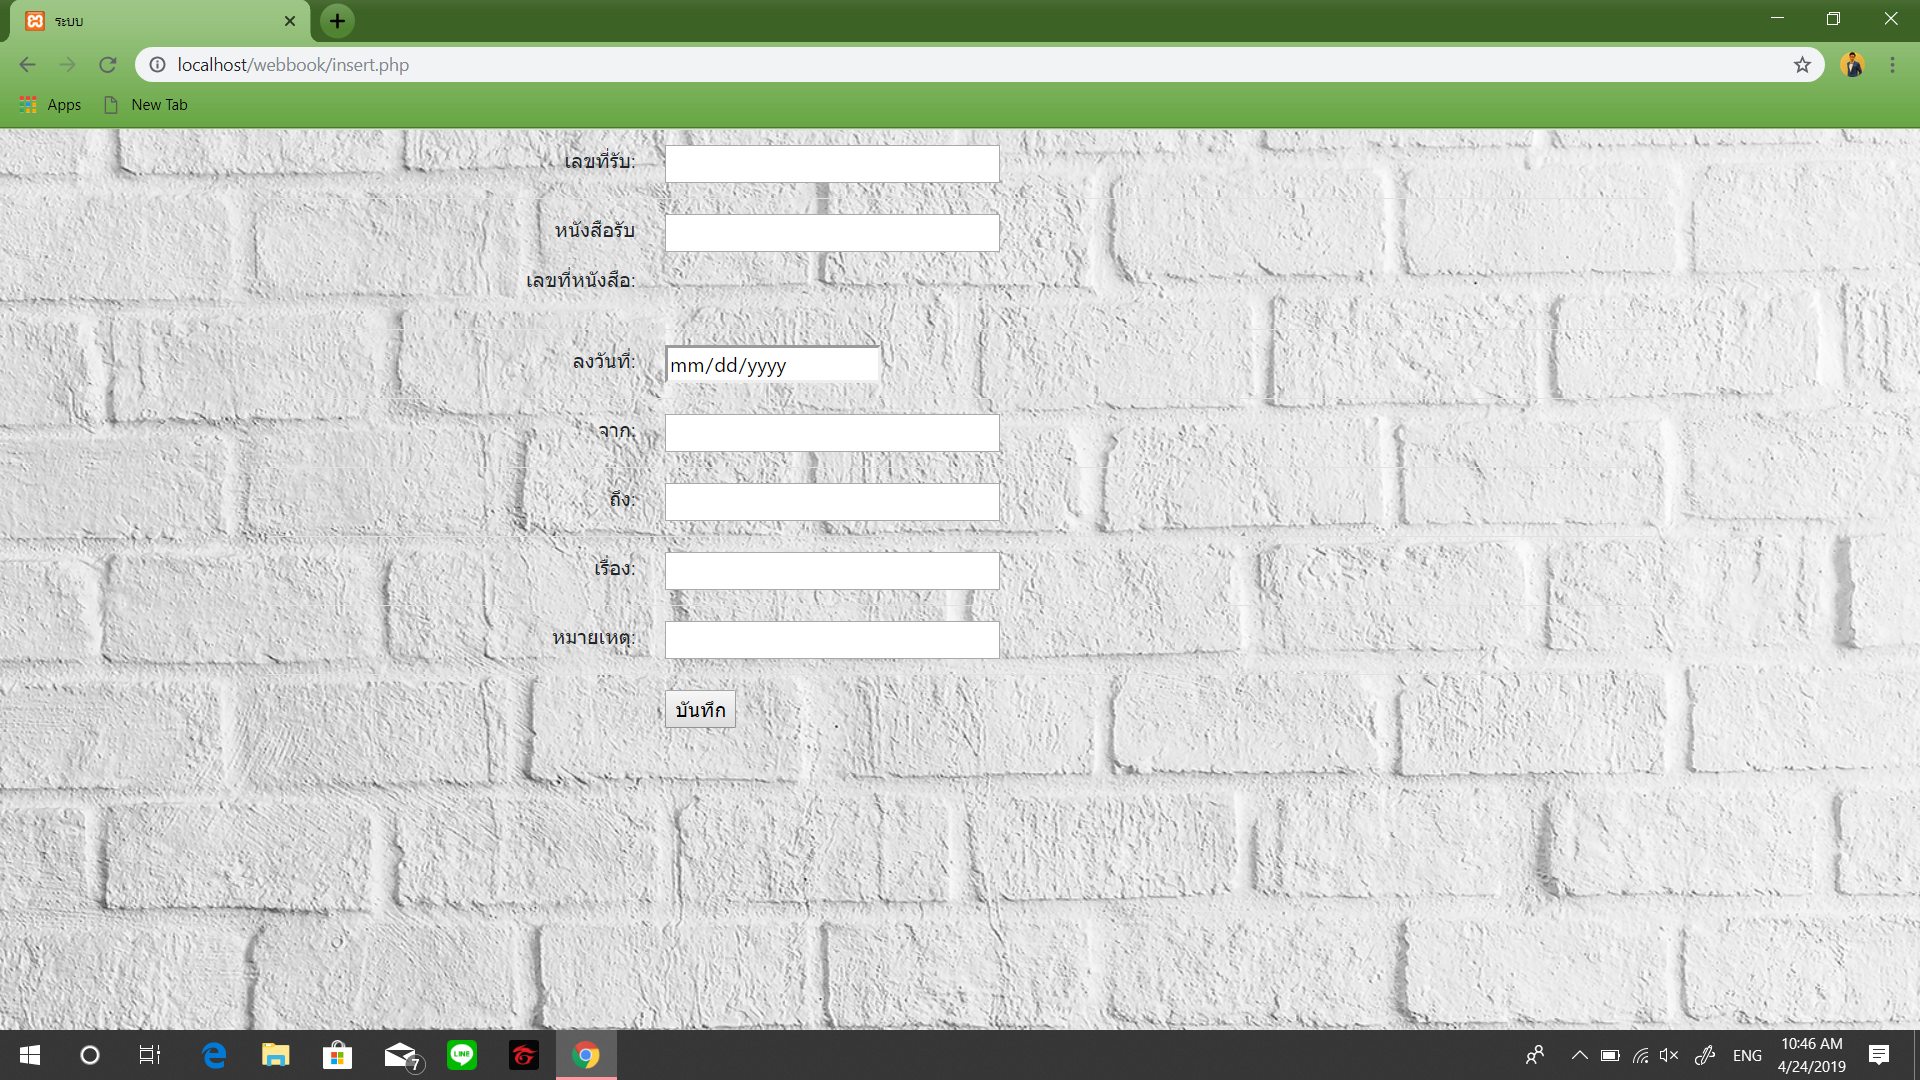 ระบบ
localhost/webbook/insert.php
Apps
New Tab
เลขที่รับ:
หนังสือรับ
เลขที่หนังสือ:
ลงวันที่:
mm/dd/yyyy
จาก:
ถึง:
เรื่อง:
หมายเหตุ:
บันทึก
7
LINE
ENG
10:46 AM
4/24/2019